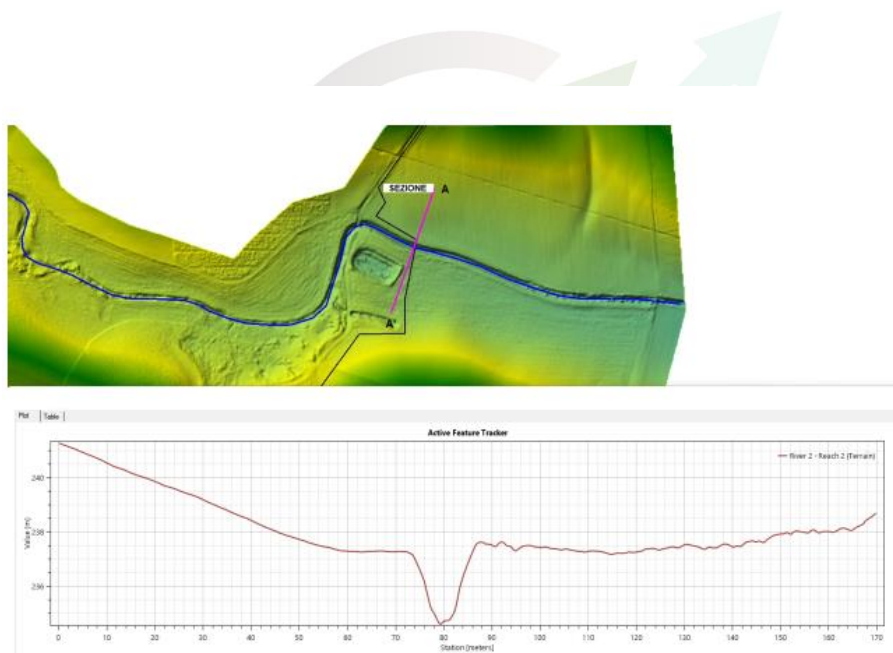 SEZIONE A
A'
Plot Table
Active Feature Tracker
River 2 - Reach 2 (Terrain)
240
238
236
Value [m]
0 10 20 30 40 50 60 70 80 90 100 110 120 130 140 150 160 170
Station [meters]